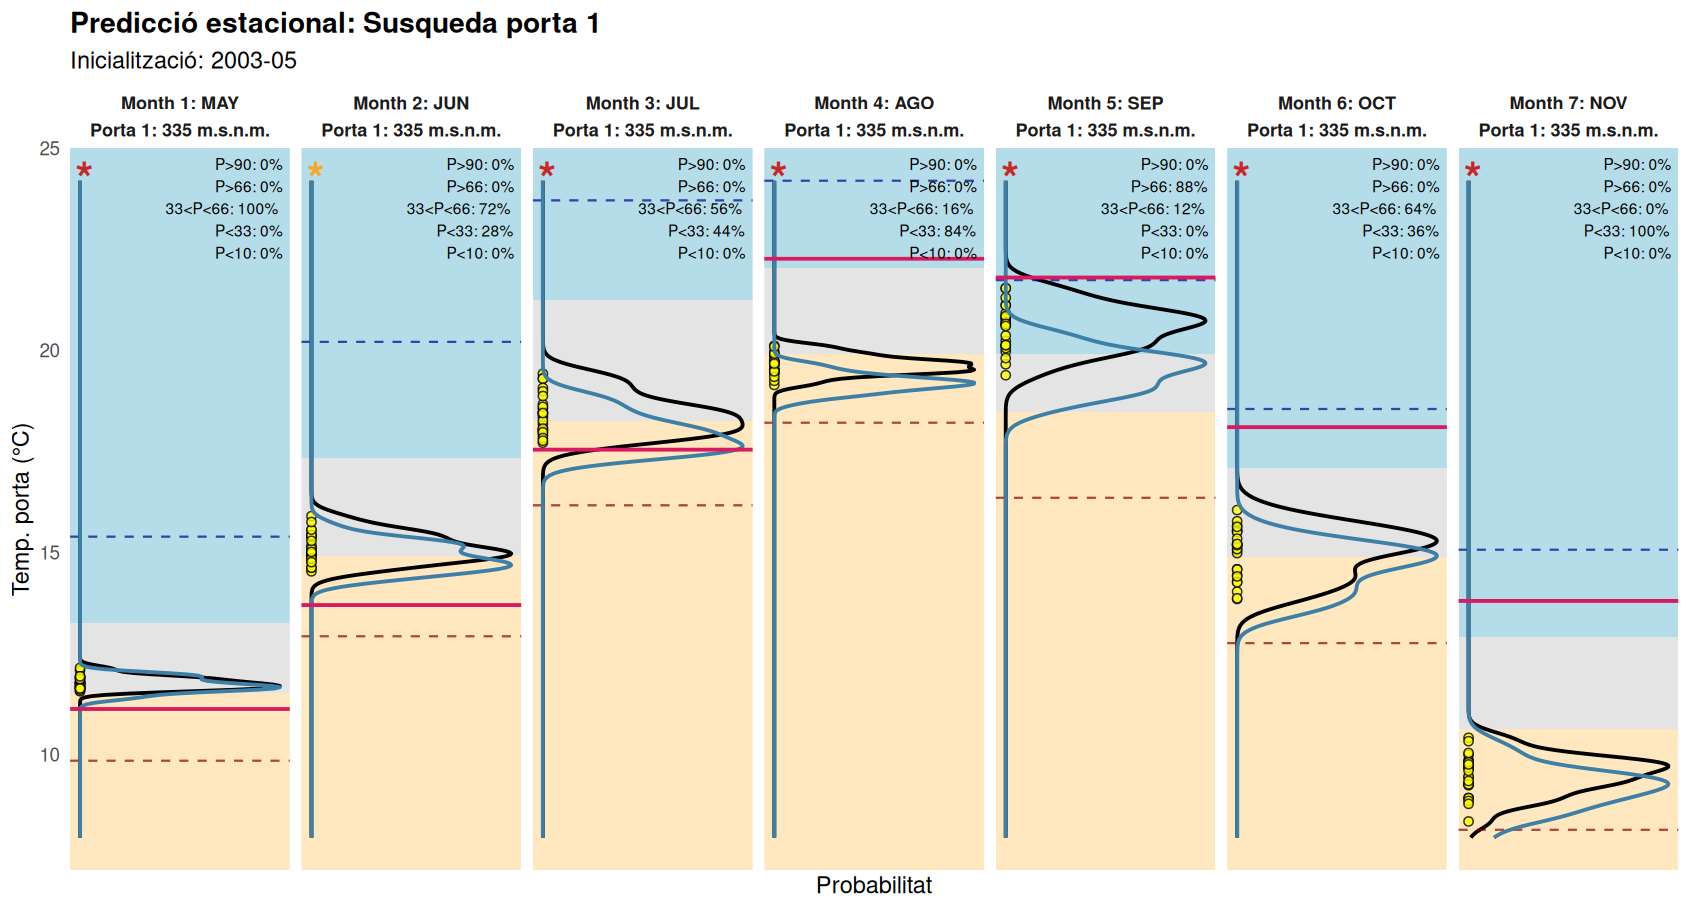 Predicció estacional: Susqueda porta 1
Inicialització: 2003-05
Month 1: MAY
Porta 1: 335 m.s.n.m.
Month 2: JUN
Porta 1: 335 m.s.n.m.
Month 3: JUL
Porta 1: 335 m.s.n.m.
Month 4: AGO
Porta 1: 335 m.s.n.m.
Month 5: SEP
Porta 1: 335 m.s.n.m.
Month 6: OCT
Porta 1: 335 m.s.n.m.
Month 7: NOV
Porta 1: 335 m.s.n.m.
Temp. porta (°C)
25
20
15
10
*
P>90: 0%
P>66: 0%
33<P<66: 100%
P<33: 0%
P<10: 0%
*
P>90: 0%
P>66: 0%
33<P<66: 72%
P<33: 28%
P<10: 0%
*
P>90: 0%
P>66: 0%
33<P<66: 56%
P<33: 44%
P<10: 0%
*
P>90: 0%
P>66: 0%
33<P<66: 16%
P<33: 84%
P<10: 0%
*
P>90: 0%
P>66: 88%
33<P<66: 12%
P<33: 0%
P<10: 0%
*
P>90: 0%
P>66: 0%
33<P<66: 64%
P<33: 36%
P<10: 0%
*
P>90: 0%
P>66: 0%
33<P<66: 0%
P<33: 100%
P<10: 0%
Probabilitat